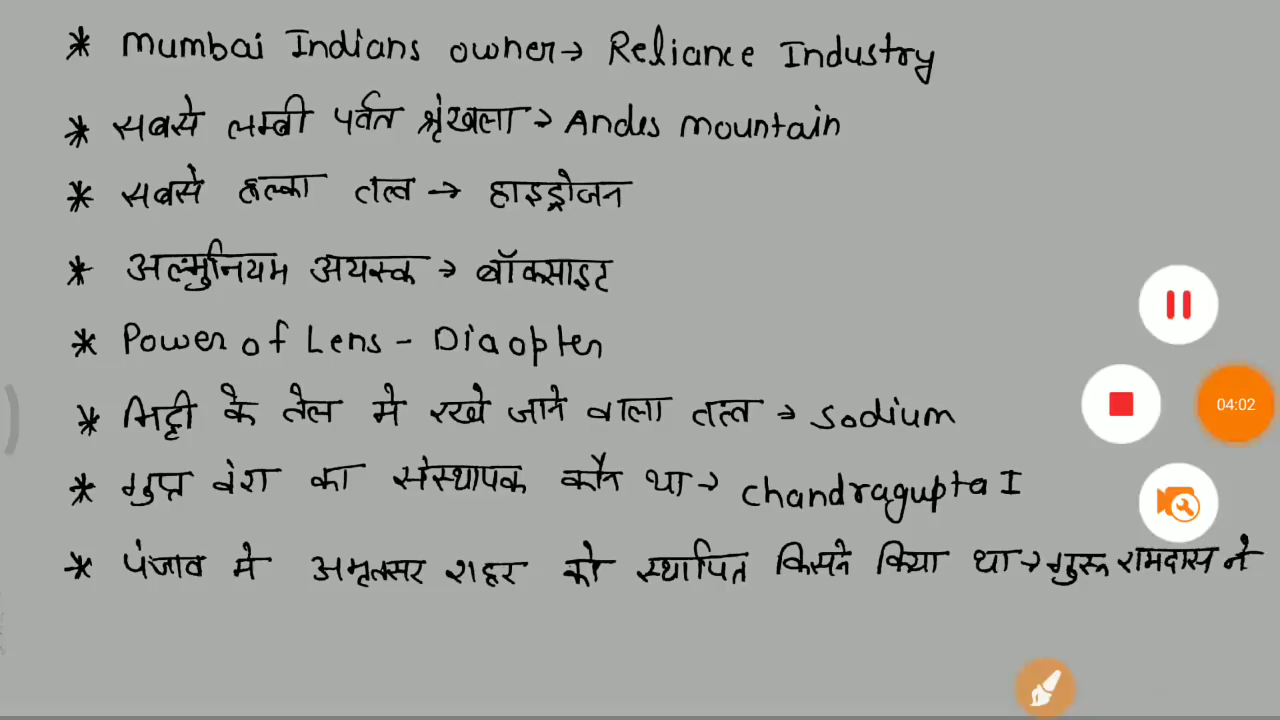 * Mumbai Indians owner → Reliance Industry
* सबसे लम्बी पर्वत श्रृंखला → Andes mountain
* सबसे हल्का तत्व → हाइड्रोजन
* अल्मुनियम अयस्क → बॉक्साइट
* Power of Lens - Diaopter
* मिट्टी के तेल मे रखे जाने वाला तत्व → Sodium
* गुप्त वंश का संस्थापक कौन था → Chandragupta I
* पंजाब मे अमृतसर शहर को स्थापित किसने किया था → गुरू रामदास ने
04:02